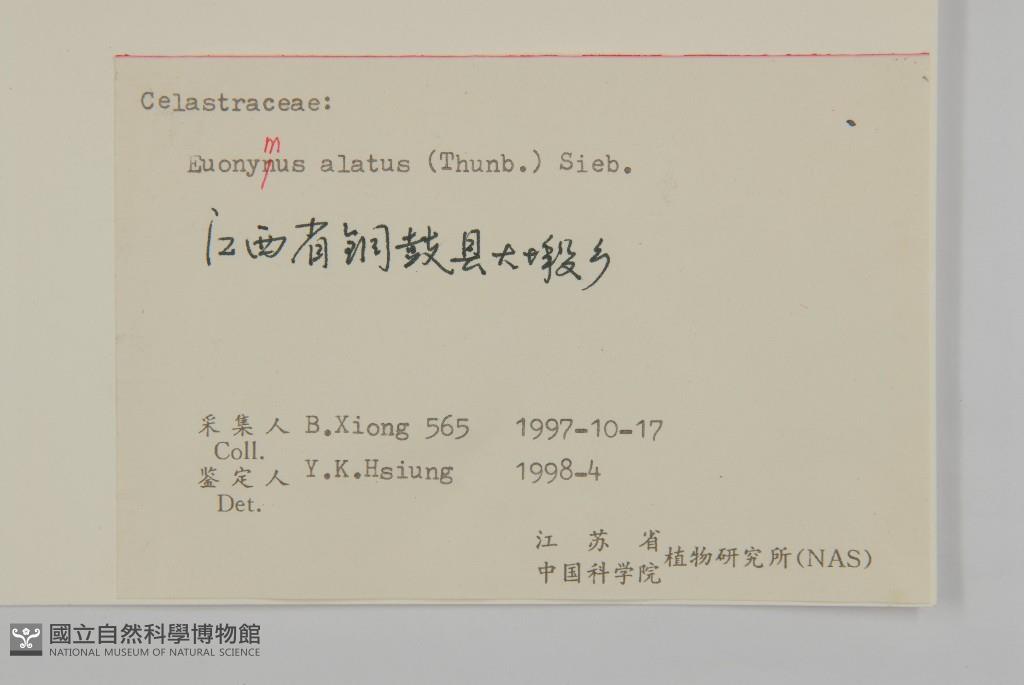 Celastraceae:
m
Euonynus alatus (Thunb.) Sieb.
江西省铜鼓县大塅乡
采集人 B.Xiong 565 1997-10-17
Coll.
鉴定人 Y.K.Hsiung 1998-4
Det.
江苏省
中国科学院 植物研究所(NAS)
國立自然科學博物館
NATIONAL MUSEUM OF NATURAL SCIENCE